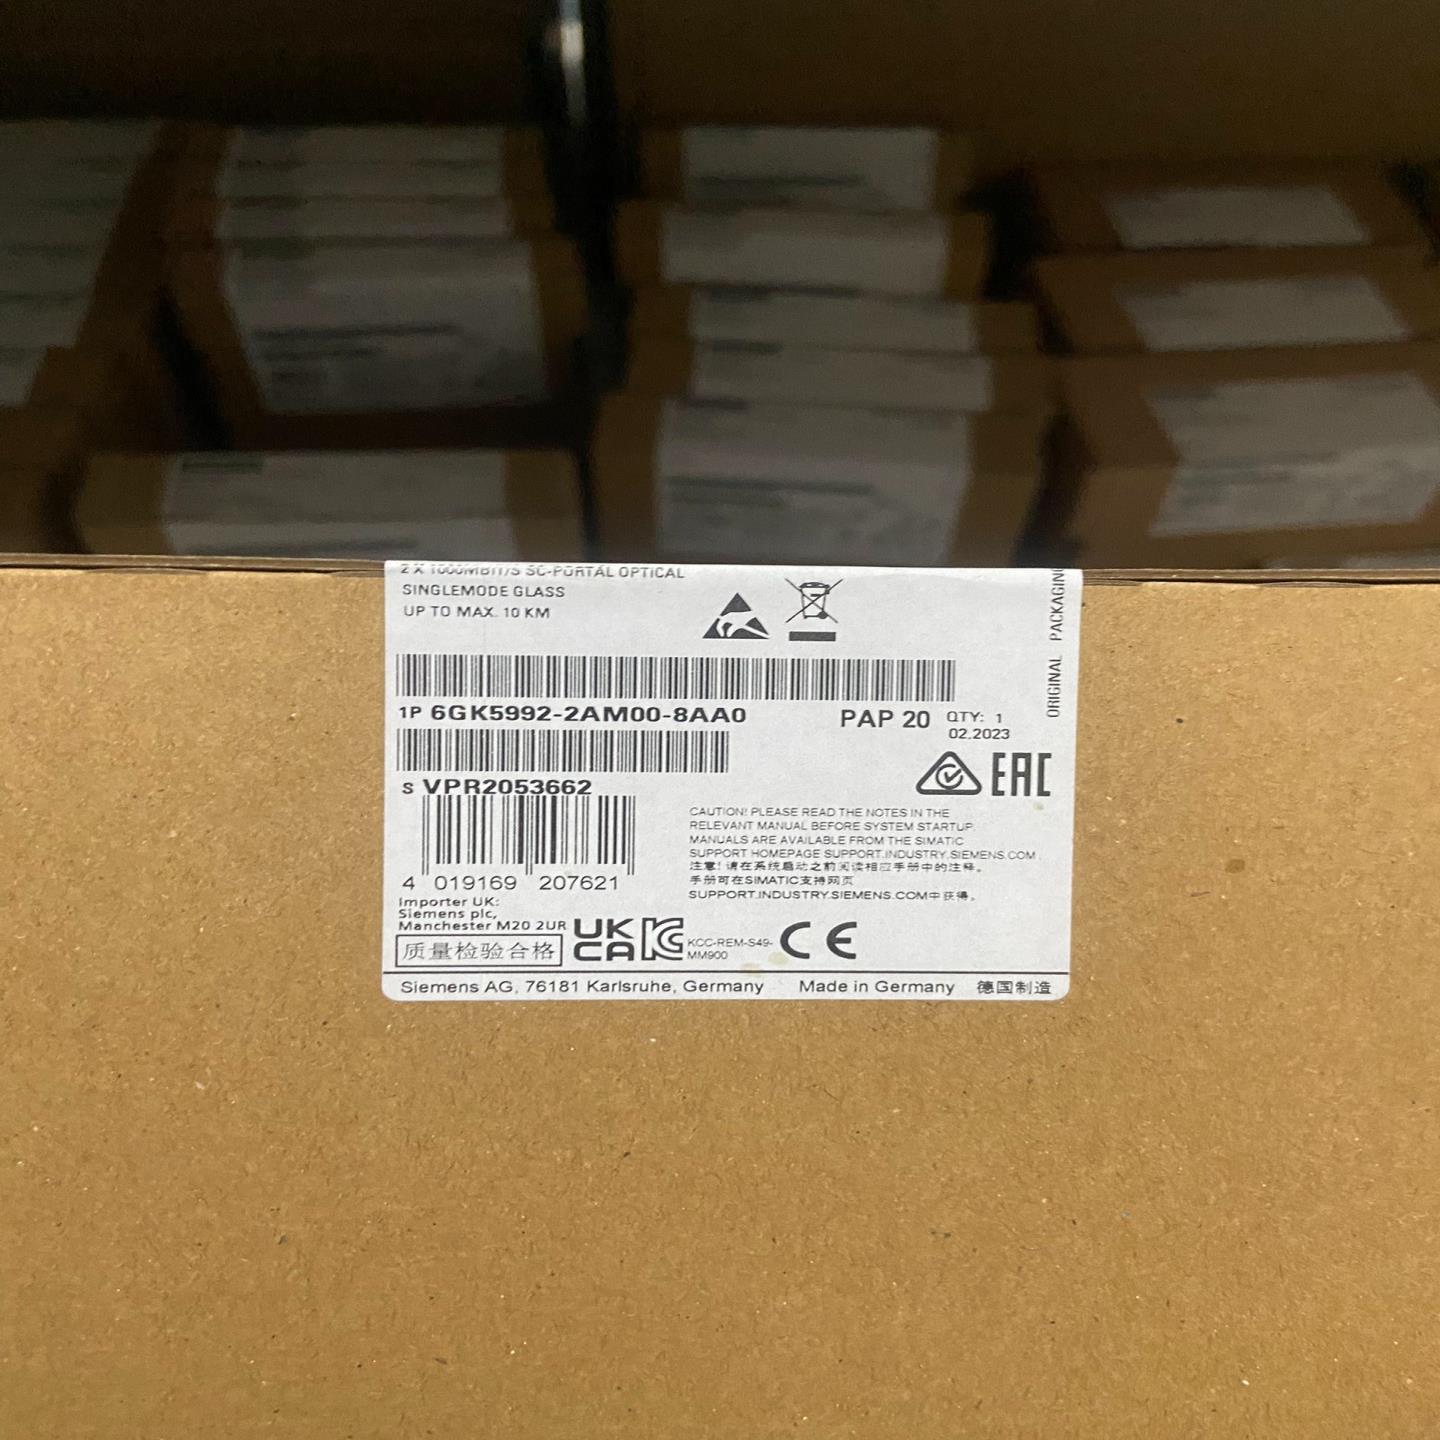 2 X 1000MBIT/S SC-PORTAL OPTICAL
SINGLEMODE GLASS
UP TO MAX. 10 KM
ORIGINAL PACKAGING
1P 6GK5992-2AM00-8AA0
PAP 20
QTY: 1
02.2023
S VPR2053662
EAC
4 019169 207621
CAUTION! PLEASE READ THE NOTES IN THE
RELEVANT MANUAL BEFORE SYSTEM STARTUP.
MANUALS ARE AVAILABLE FROM THE SIMATIC
SUPPORT HOMEPAGE SUPPORT.INDUSTRY.SIEMENS.COM
注意!请在系统启动之前阅读相应手册中的注释。
手册可在SIMATIC支持网页
SUPPORT.INDUSTRY.SIEMENS.COM中获得。
Importer UK:
Siemens plc,
Manchester M20 2UR
质量检验合格
UK
CA
KC
KCC-REM-S49-
MM900
CE
Siemens AG, 76181 Karlsruhe, Germany Made in Germany 德国制造